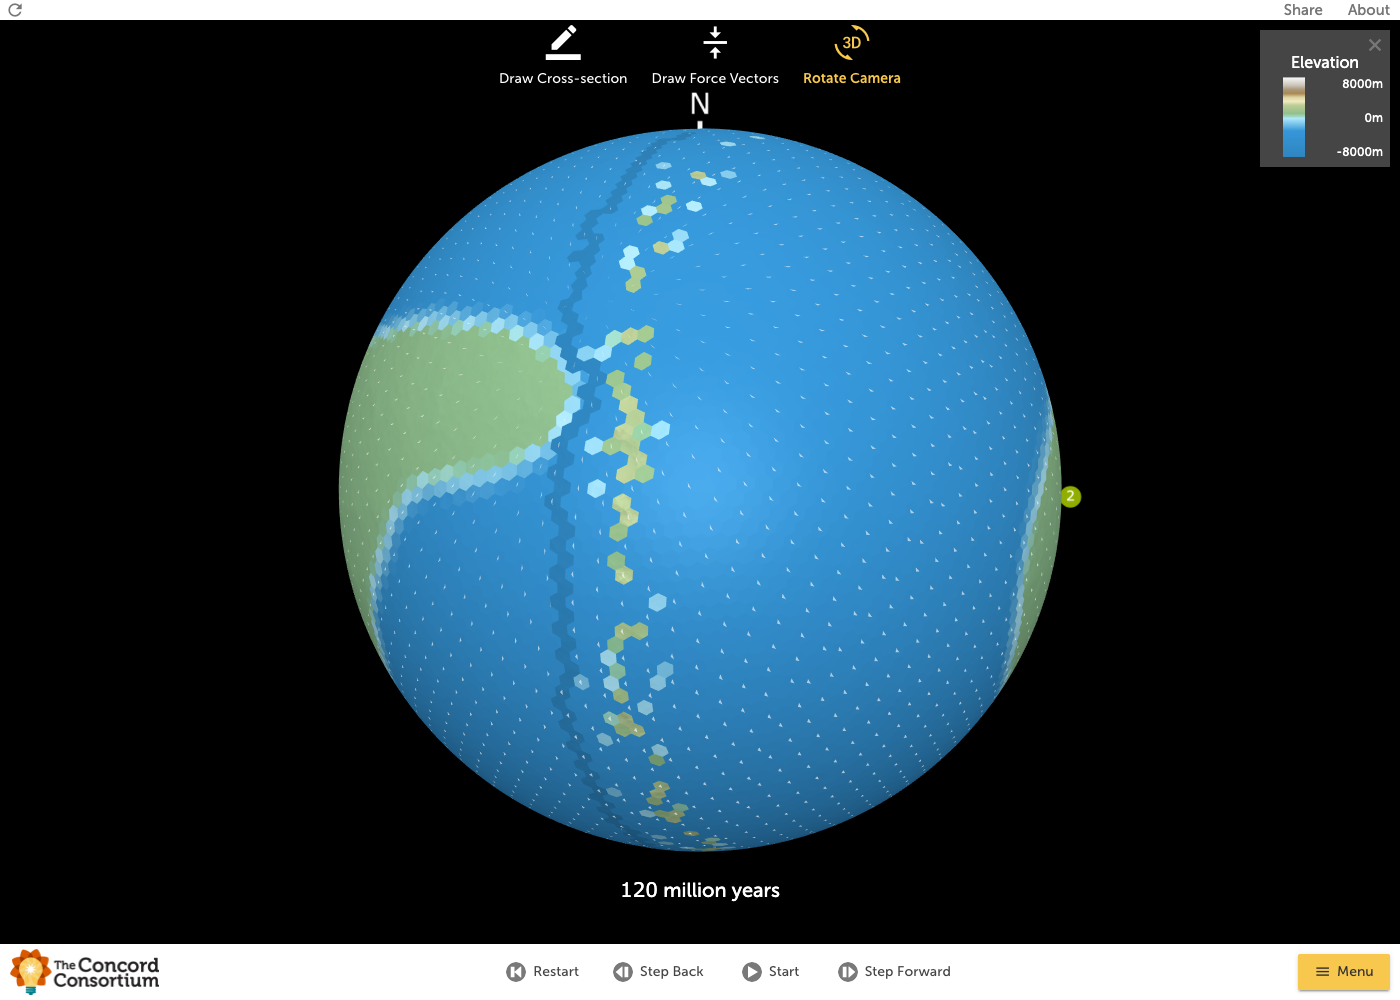 Share About
Draw Cross-section Draw Force Vectors 3D Rotate Camera
Elevation
8000m
0m
-8000m
N
2
120 million years
The Concord Consortium
Restart Step Back Start Step Forward Menu